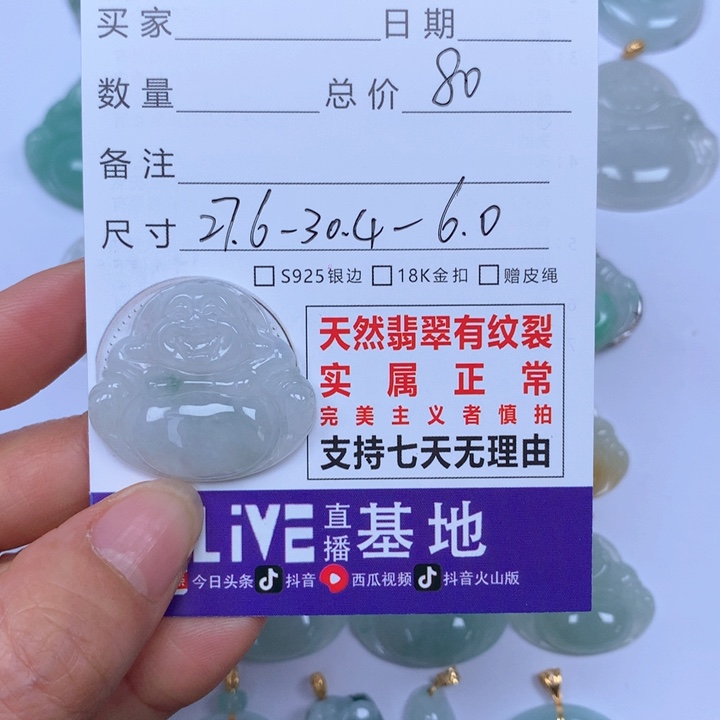 买家 日期
数量 总价 80
备注
尺寸 27.6-30.4-6.0
S925银边 18K金扣 赠皮绳
天然翡翠有纹裂
实属正常
完美主义者慎拍
支持七天无理由
LiVE直播基地
今日头条 抖音 西瓜视频 抖音火山版